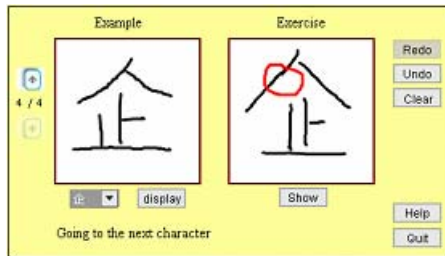 Example Exercise
企 企
4 / 4
Redo
Undo
Clear
企 display Show
Going to the next character
Help
Quit